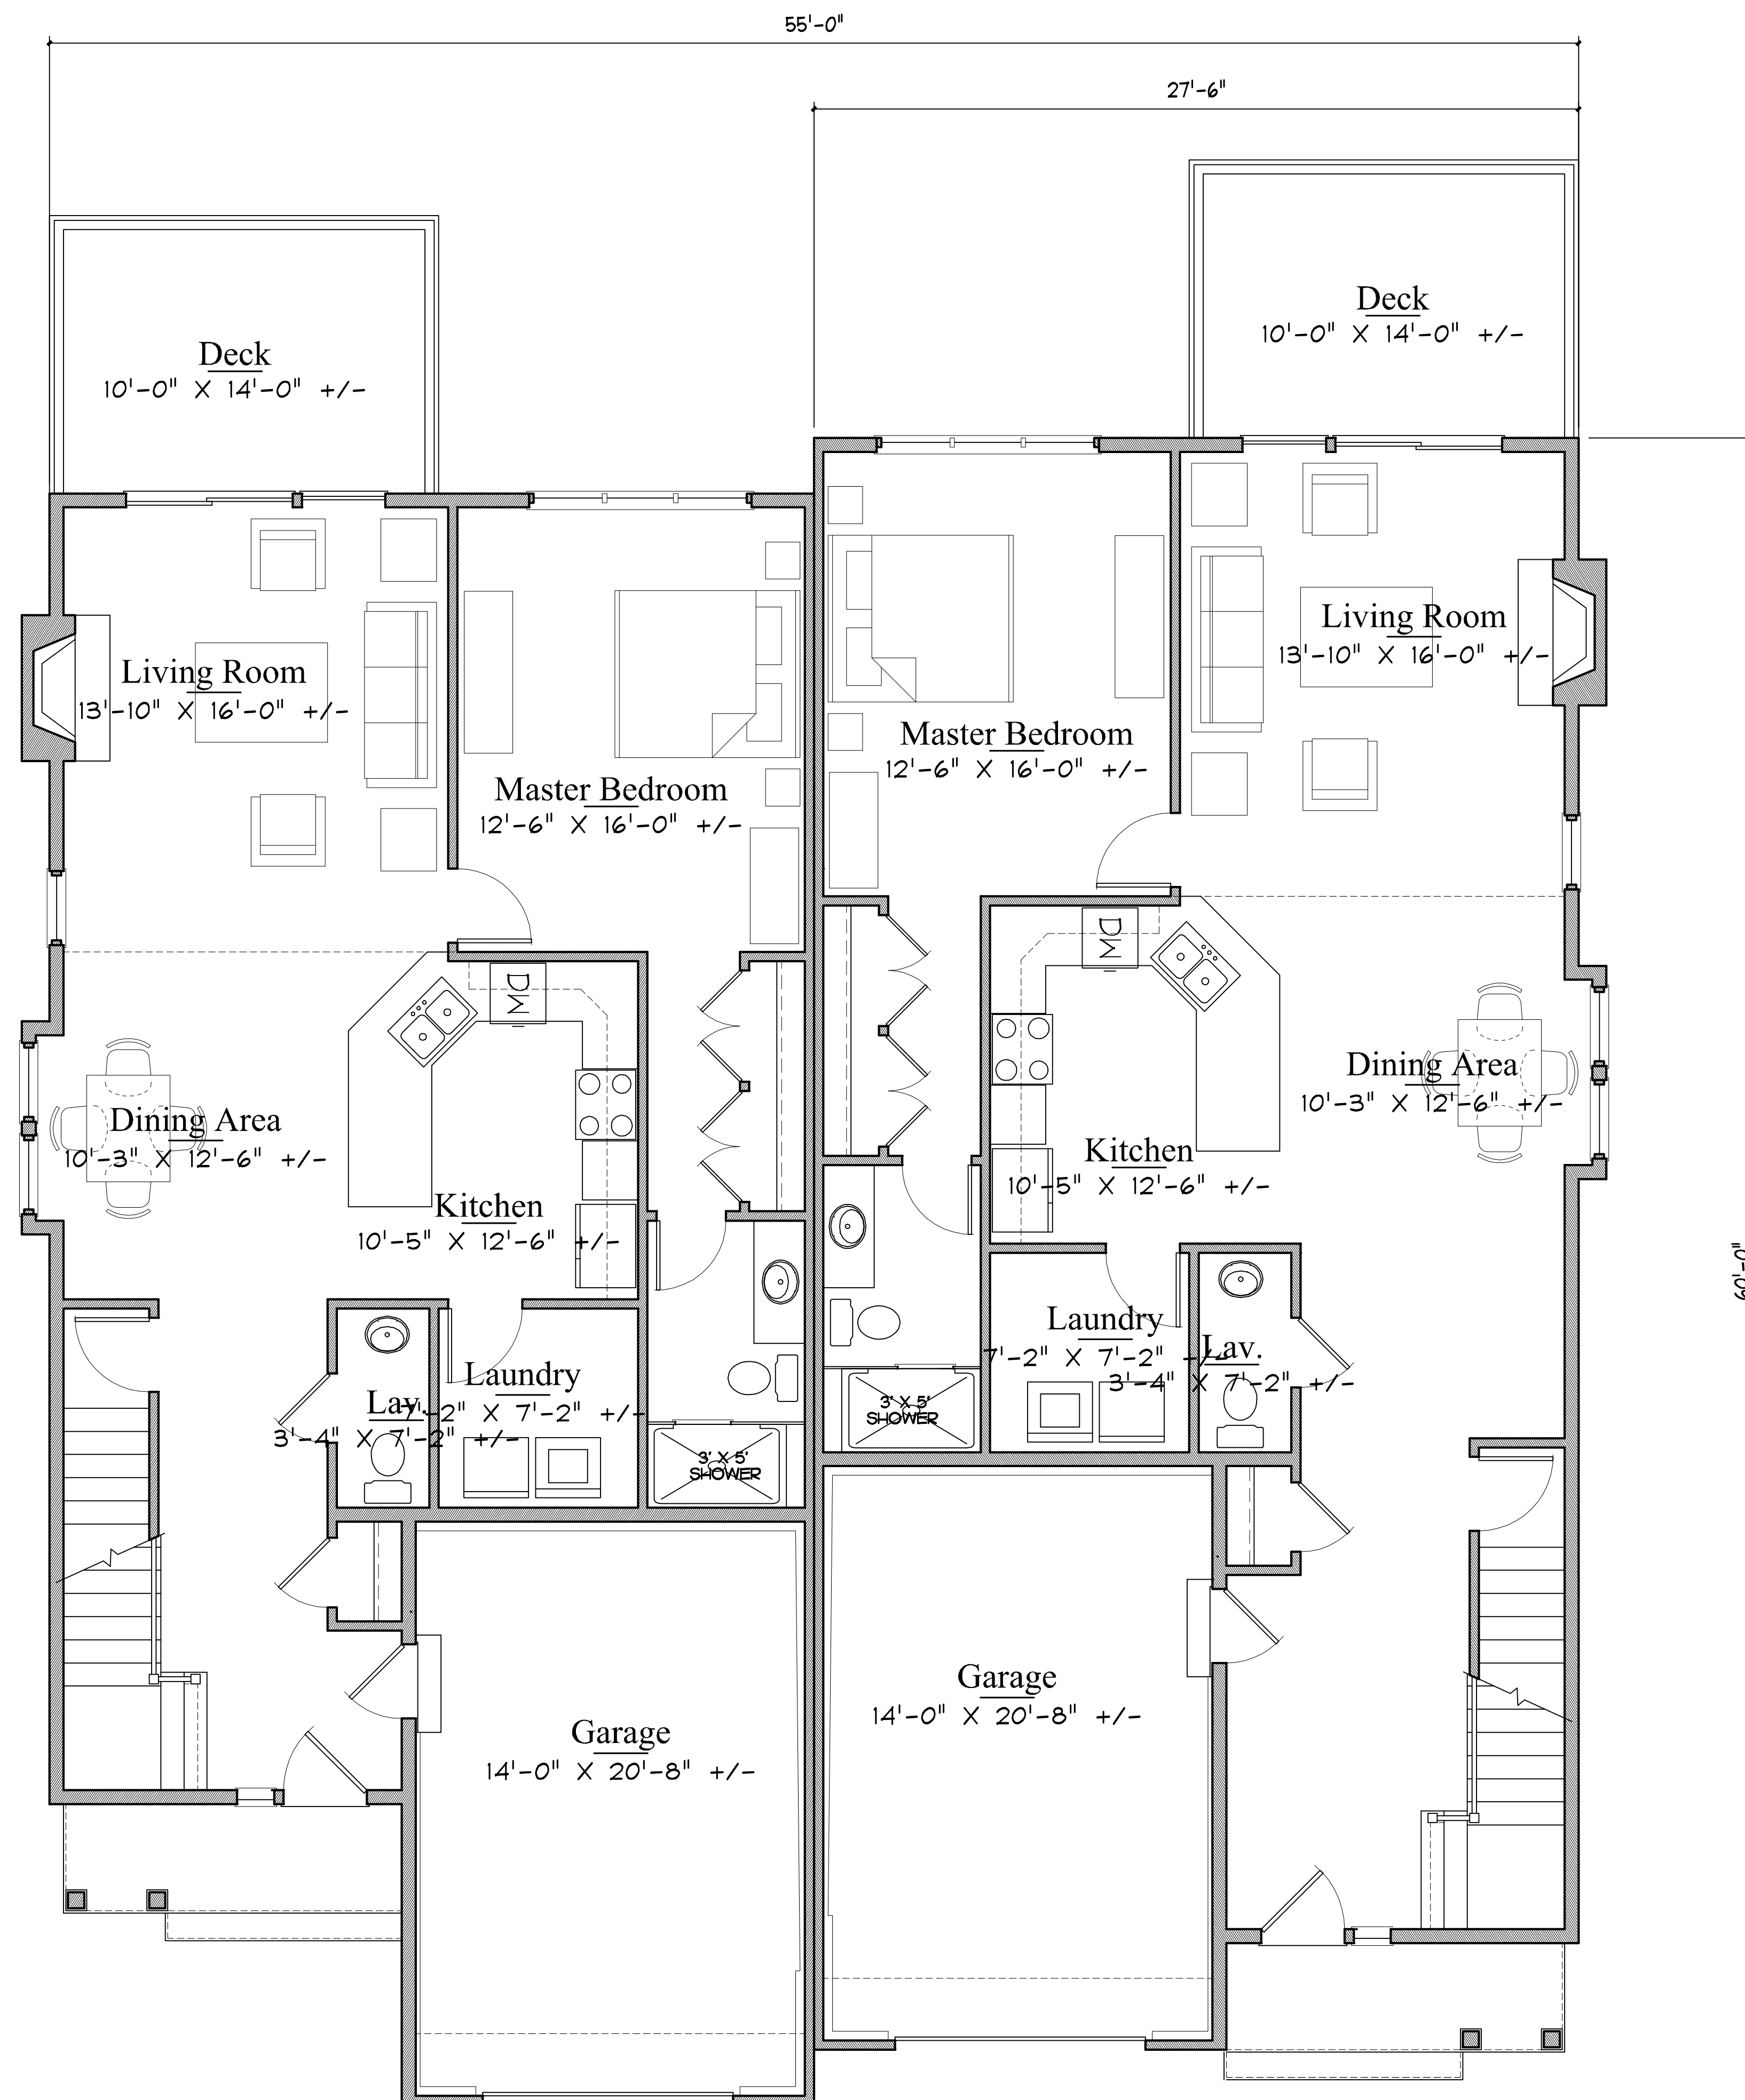 55'-0"
27'-6"
Deck
10'-0" X 14'-0" +/-
Deck
10'-0" X 14'-0" +/-
Living Room
13'-10" X 16'-0" +/-
Living Room
13'-10" X 16'-0" +/-
Master Bedroom
12'-6" X 16'-0" +/-
Master Bedroom
12'-6" X 16'-0" +/-
DW
DW
Dining Area
10'-3" X 12'-6" +/-
Dining Area
10'-3" X 12'-6" +/-
Kitchen
10'-5" X 12'-6" +/-
Kitchen
10'-5" X 12'-6" +/-
60'-0"
Laundry
7'-2" X 7'-2" +/-
Lav.
3'-4" X 7'-2" +/-
Lav.
3'-4" X 7'-2" +/-
Laundry
7'-2" X 7'-2" +/-
3' X 5'
SHOWER
3' X 5'
SHOWER
Garage
14'-0" X 20'-8" +/-
Garage
14'-0" X 20'-8" +/-